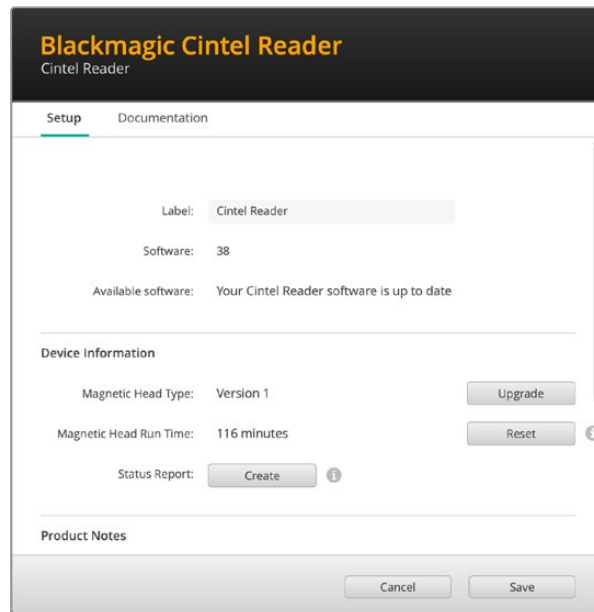 Blackmagic Cintel Reader
Cintel Reader
Setup Documentation
Label: Cintel Reader
Software: 38
Available software: Your Cintel Reader software is up to date
Device Information
Magnetic Head Type: Version 1 Upgrade
Magnetic Head Run Time: 116 minutes Reset
Status Report: Create
Product Notes
Cancel Save